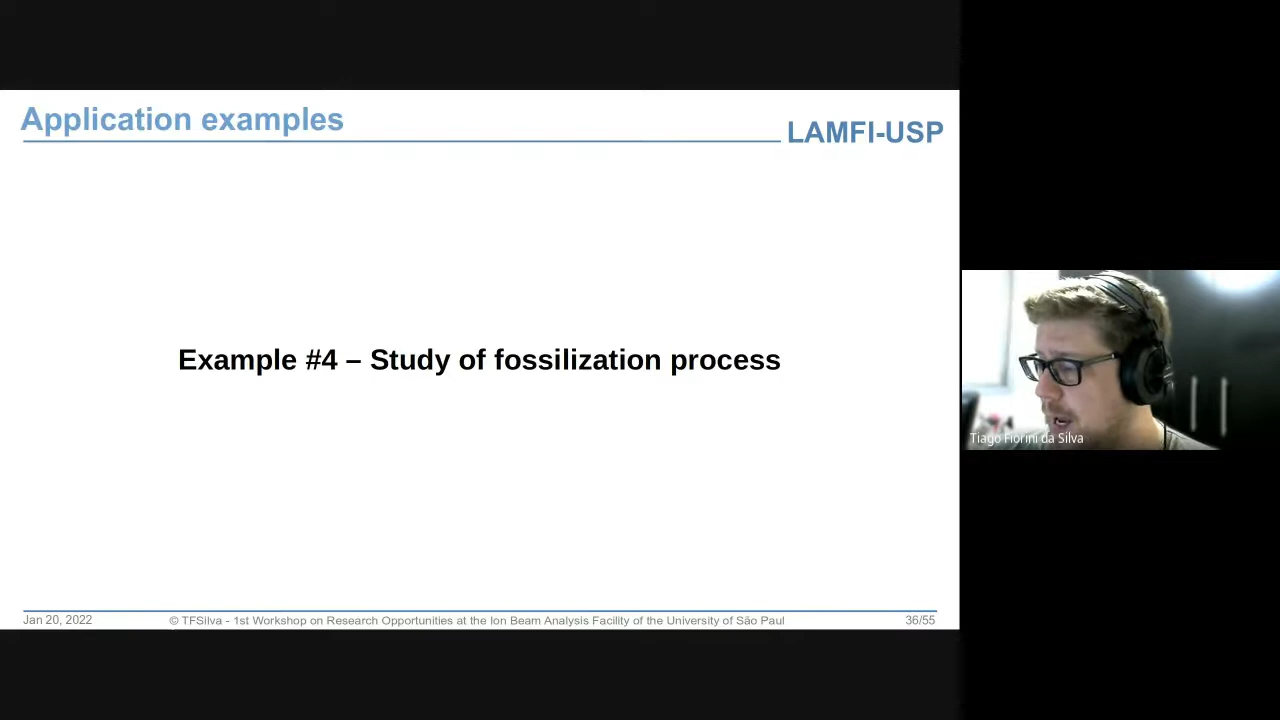 Application examples
LAMFI-USP
Example #4 – Study of fossilization process
Tiago Fiorini da Silva
Jan 20, 2022
© TFSilva - 1st Workshop on Research Opportunities at the Ion Beam Analysis Facility of the University of São Paul
36/55